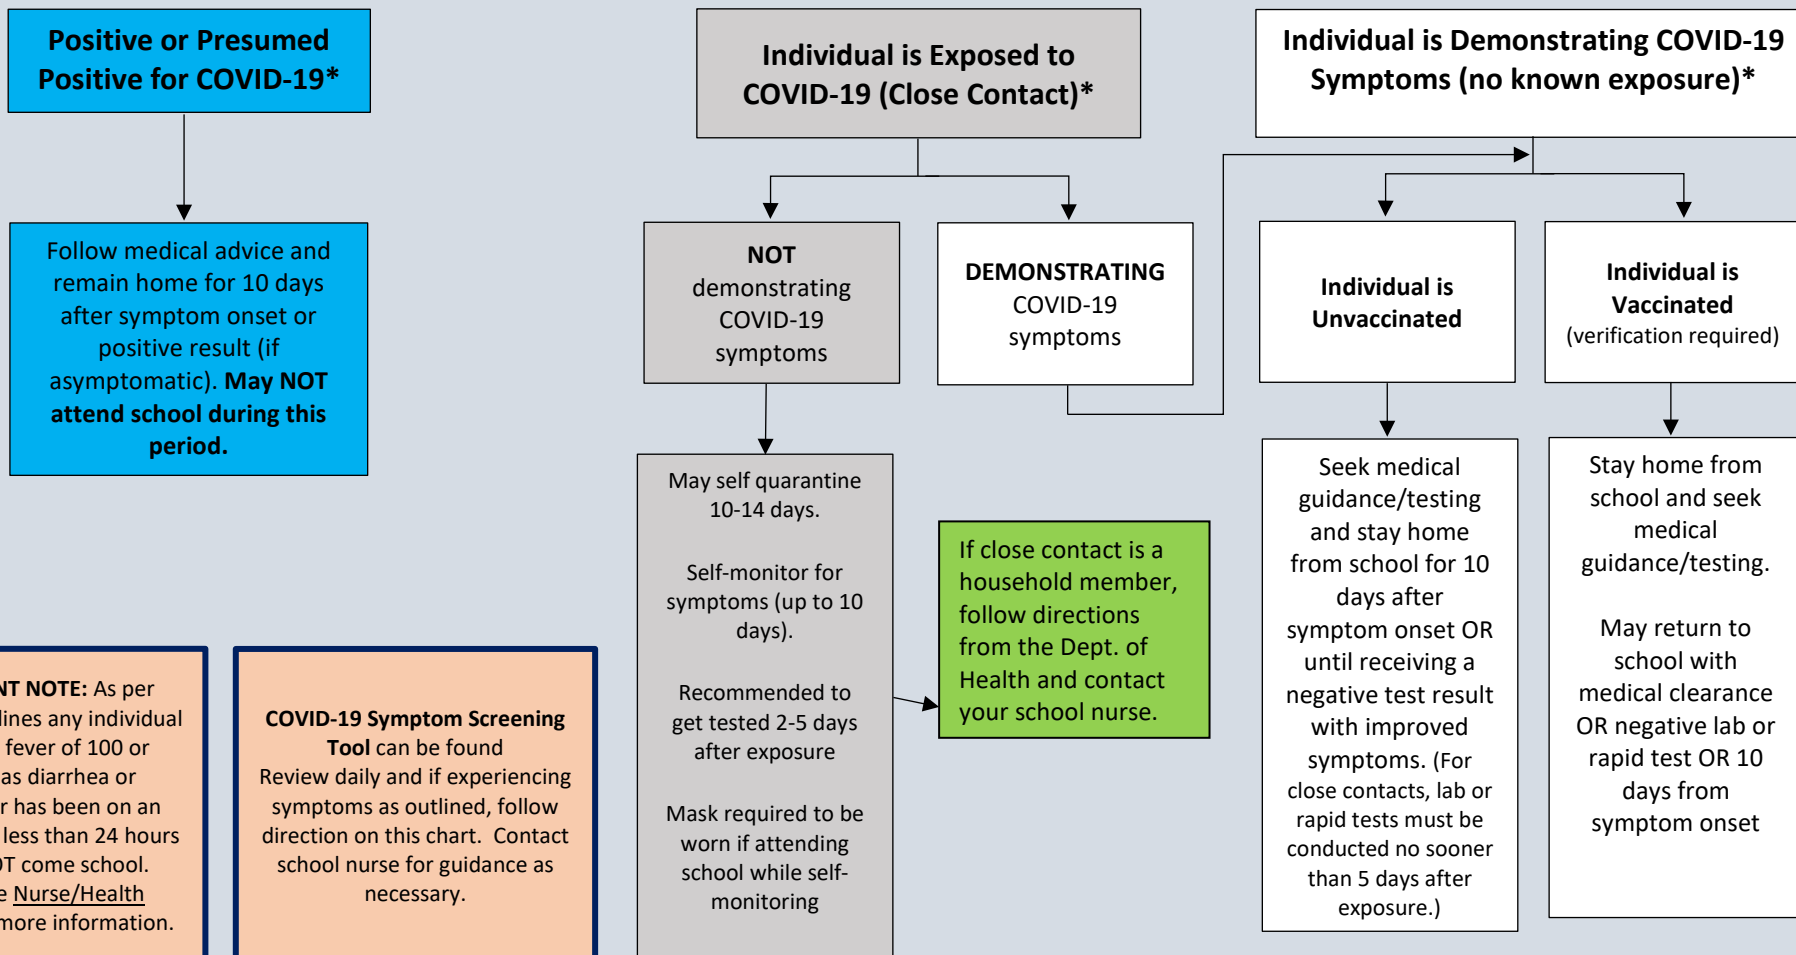 Positive or Presumed
Positive for COVID-19*
Follow medical advice and
remain home for 10 days
after symptom onset or
positive result (if
asymptomatic). May NOT
attend school during this
period.
Individual is Exposed to
COVID-19 (Close Contact)*
NOT
demonstrating
COVID-19
symptoms
DEMONSTRATING
COVID-19
symptoms
May self quarantine
10-14 days.
Self-monitor for
symptoms (up to 10
days).
Recommended to
get tested 2-5 days
after exposure
Mask required to be
worn if attending
school while self-
monitoring
If close contact is a
household member,
follow directions
from the Dept. of
Health and contact
your school nurse.
Individual is Demonstrating COVID-19
Symptoms (no known exposure)*
Individual is
Unvaccinated
Individual is
Vaccinated
(verification required)
Seek medical
guidance/testing
and stay home
from school for 10
days after
symptom onset OR
until receiving a
negative test result
with improved
symptoms. (For
close contacts, lab or
rapid tests must be
conducted no sooner
than 5 days after
exposure.)
Stay home from
school and seek
medical
guidance/testing.
May return to
school with
medical clearance
OR negative lab or
rapid test OR 10
days from
symptom onset
NOTE: As per
any individual
fever of 100 or
diarrhea or
has been on an
less than 24 hours
come school.
Nurse/Health
more information.
COVID-19 Symptom Screening
Tool can be found
Review daily and if experiencing
symptoms as outlined, follow
direction on this chart. Contact
school nurse for guidance as
necessary.